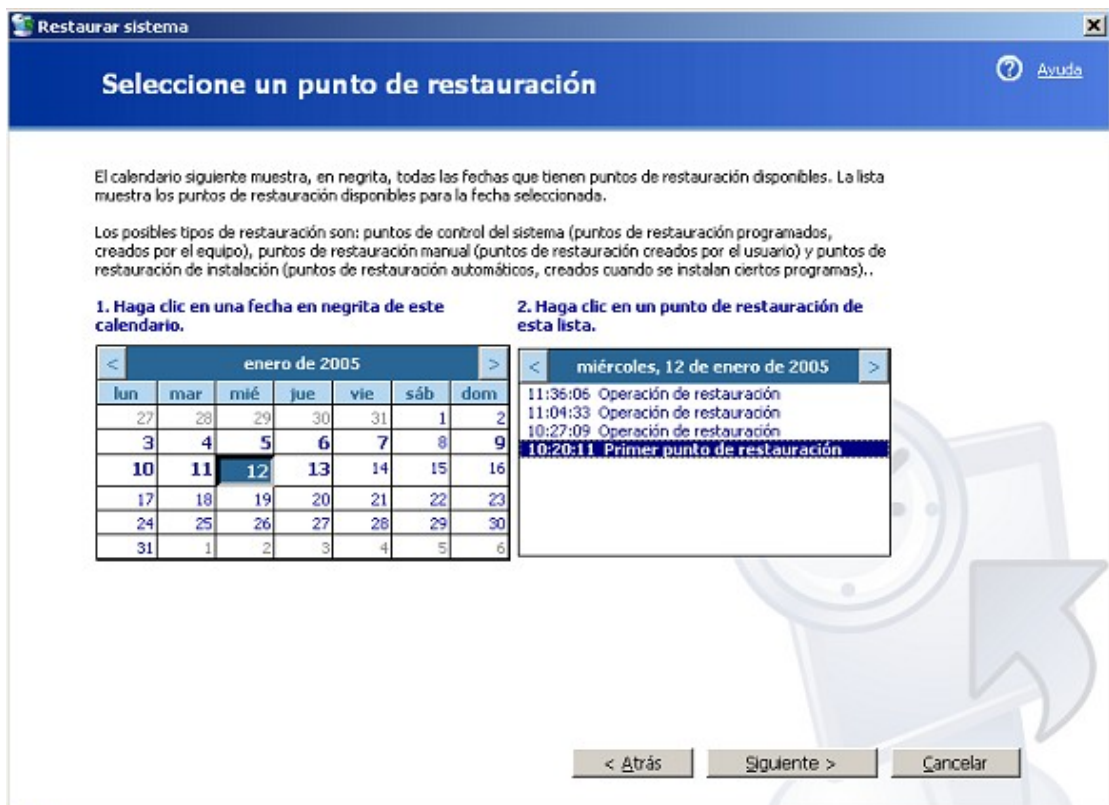 Restaurar sistema
Seleccione un punto de restauración
Ayuda
El calendario siguiente muestra, en negrita, todas las fechas que tienen puntos de restauración disponibles. La lista
muestra los puntos de restauración disponibles para la fecha seleccionada.
Los posibles tipos de restauración son: puntos de control del sistema (puntos de restauración programados,
creados por el equipo), puntos de restauración manual (puntos de restauración creados por el usuario) y puntos de
restauración de instalación (puntos de restauración automáticos, creados cuando se instalan ciertos programas)..
1. Haga clic en una fecha en negrita de este
calendario.
< enero de 2005 >
lun mar mié jue vie sáb dom
27 28 29 30 31 1 2
3 4 5 6 7 8 9
10 11 12 13 14 15 16
17 18 19 20 21 22 23
24 25 26 27 28 29 30
31 1 2 3 4 5 6
2. Haga clic en un punto de restauración de
esta lista.
< miércoles, 12 de enero de 2005 >
11:36:06 Operación de restauración
11:04:33 Operación de restauración
10:27:09 Operación de restauración
10:20:11 Primer punto de restauración
< Atrás Siguiente > Cancelar